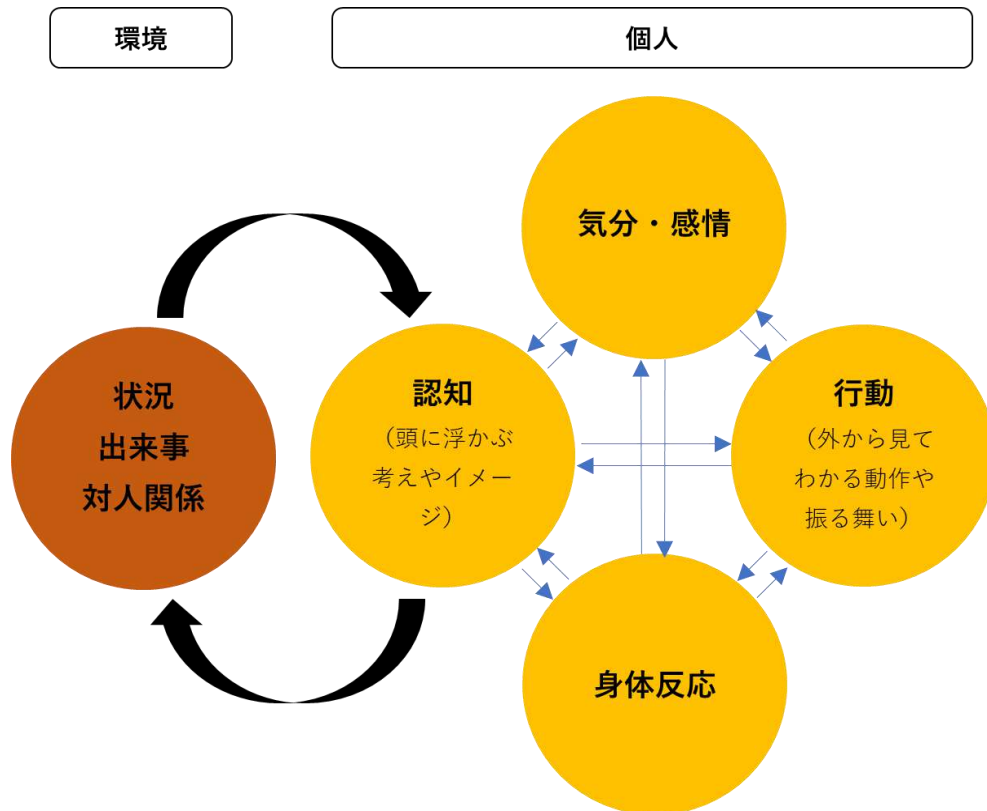 環境
個人
気分・感情
状況
出来事
対人関係
認知
（頭に浮かぶ
考えやイメー
ジ）
行動
（外から見て
わかる動作や
振る舞い）
身体反応